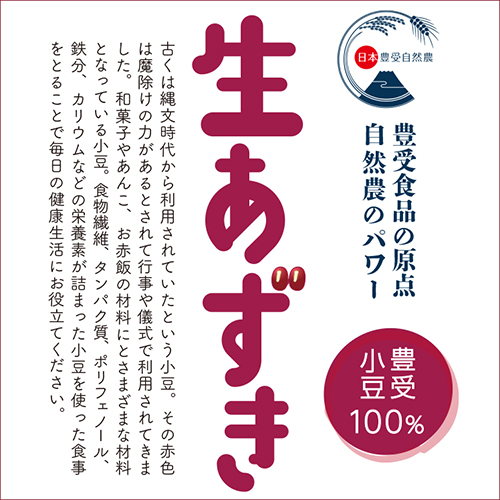 日本豊受自然農
豊受食品の原点
自然農のパワー
豊受
小豆
100%
生あずき
古くは縄文時代から利用されていたという小豆。その赤色
は魔除けの力があるとされて行事や儀式で利用されてきま
した。和菓子やあんこ、お赤飯の材料にとさまざまな材料
となっている小豆。食物繊維、タンパク質、ポリフェノール、
鉄分、カリウムなどの栄養素が詰まった小豆を使った食事
をとることで毎日の健康生活にお役立てください。